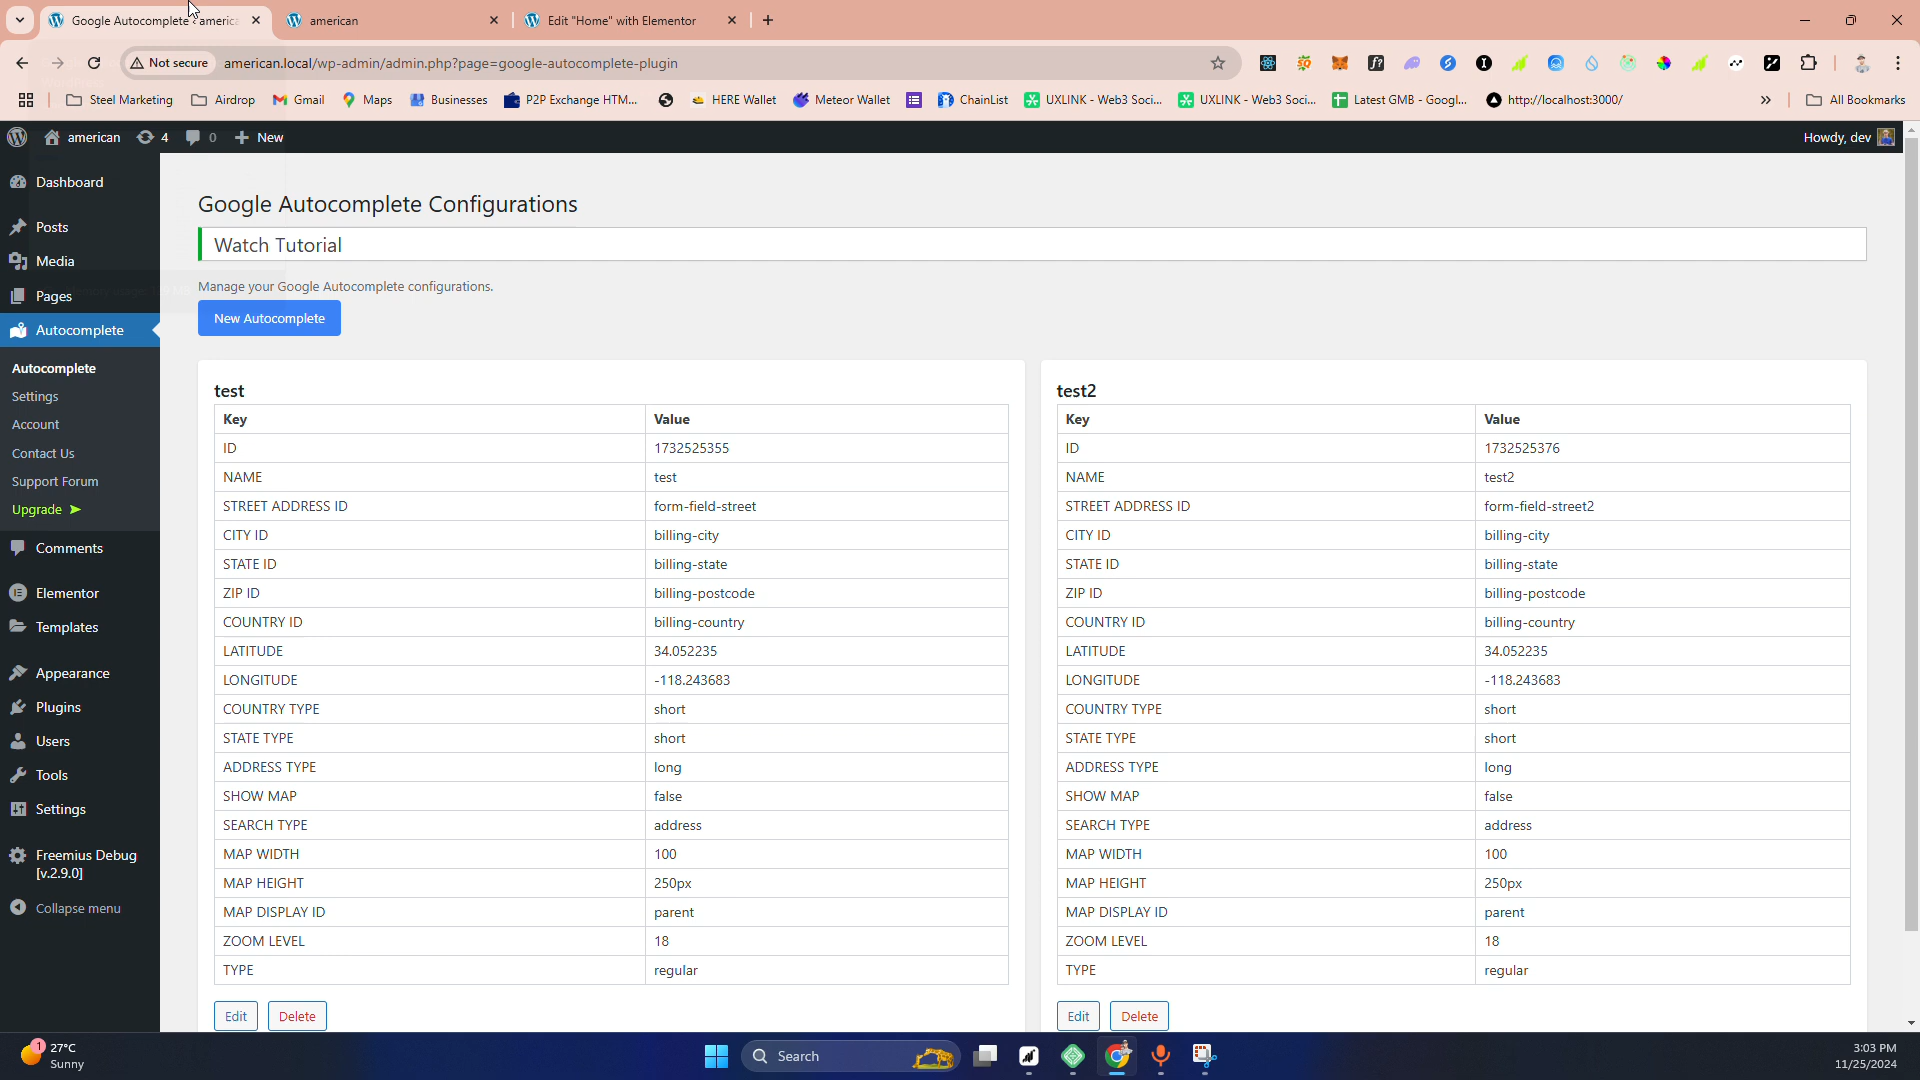 Google Autocomplete ‹ americ
american
Edit "Home" with Elementor
Not secure
american.local/wp-admin/admin.php?page=google-autocomplete-plugin
Steel Marketing
Airdrop
Gmail
Maps
Businesses
P2P Exchange HTM...
HERE Wallet
Meteor Wallet
ChainList
UXLINK - Web3 Soci...
UXLINK - Web3 Soci...
Latest GMB - Googl...
http://localhost:3000/
»
All Bookmarks
american
4
0
New
Howdy, dev
Dashboard
Posts
Media
Pages
Autocomplete
Autocomplete
Settings
Account
Contact Us
Support Forum
Upgrade ➤
Comments
Elementor
Templates
Appearance
Plugins
Users
Tools
Settings
Freemius Debug
[v.2.9.0]
Collapse menu
Google Autocomplete Configurations
Watch Tutorial
Manage your Google Autocomplete configurations.
New Autocomplete
test
Key Value
ID 1732525355
NAME test
STREET ADDRESS ID form-field-street
CITY ID billing-city
STATE ID billing-state
ZIP ID billing-postcode
COUNTRY ID billing-country
LATITUDE 34.052235
LONGITUDE -118.243683
COUNTRY TYPE short
STATE TYPE short
ADDRESS TYPE long
SHOW MAP false
SEARCH TYPE address
MAP WIDTH 100
MAP HEIGHT 250px
MAP DISPLAY ID parent
ZOOM LEVEL 18
TYPE regular
Edit Delete
test2
Key Value
ID 1732525376
NAME test2
STREET ADDRESS ID form-field-street2
CITY ID billing-city
STATE ID billing-state
ZIP ID billing-postcode
COUNTRY ID billing-country
LATITUDE 34.052235
LONGITUDE -118.243683
COUNTRY TYPE short
STATE TYPE short
ADDRESS TYPE long
SHOW MAP false
SEARCH TYPE address
MAP WIDTH 100
MAP HEIGHT 250px
MAP DISPLAY ID parent
ZOOM LEVEL 18
TYPE regular
Edit Delete
1
27°C
Sunny
Search
3:03 PM
11/25/2024